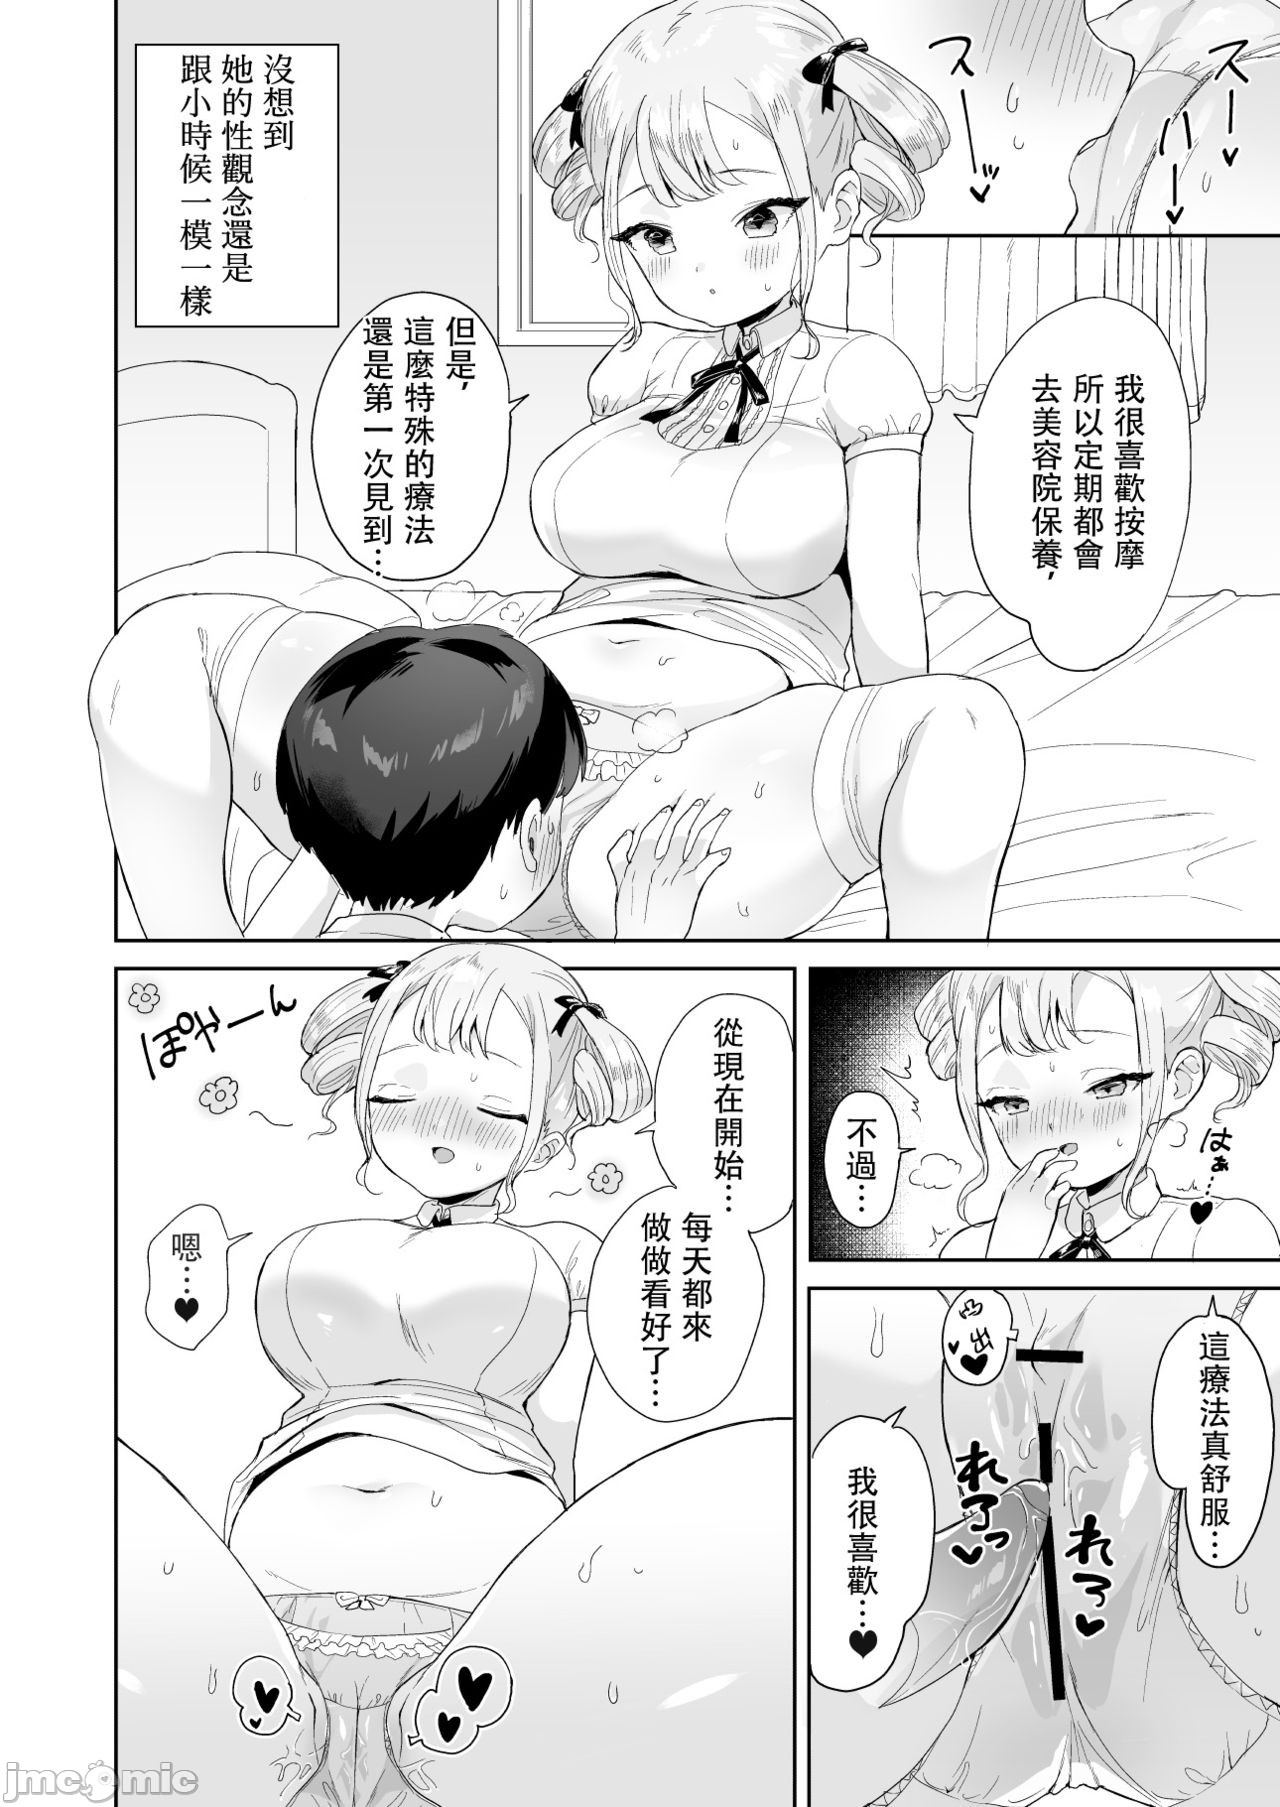 スー
ハー
スー
我很喜歡按摩
所以定期都會
去美容院保養,
但是,
這麼特殊的療法
還是第一次見到…
沒想到
她的性觀念還是
跟小時候一模一樣
不過…
はぁ…
這療法真舒服…
れろ
れろっ
我很喜歡…
從現在開始…
每天都來
做做看好了…
ぽやーん
嗯…
jmcomic